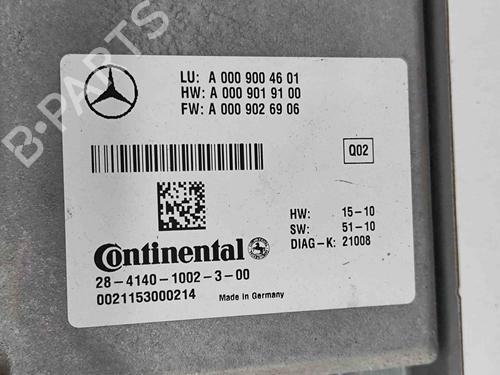 LU: A 000 900 46 01
HW: A 000 901 91 00
FW: A 000 902 69 06
Q02
HW: 15-10
SW: 51-10
DIAG-K: 21008
Continental
28-4140-1002-3-00
0021153000214 Made in Germany
B-PARTS